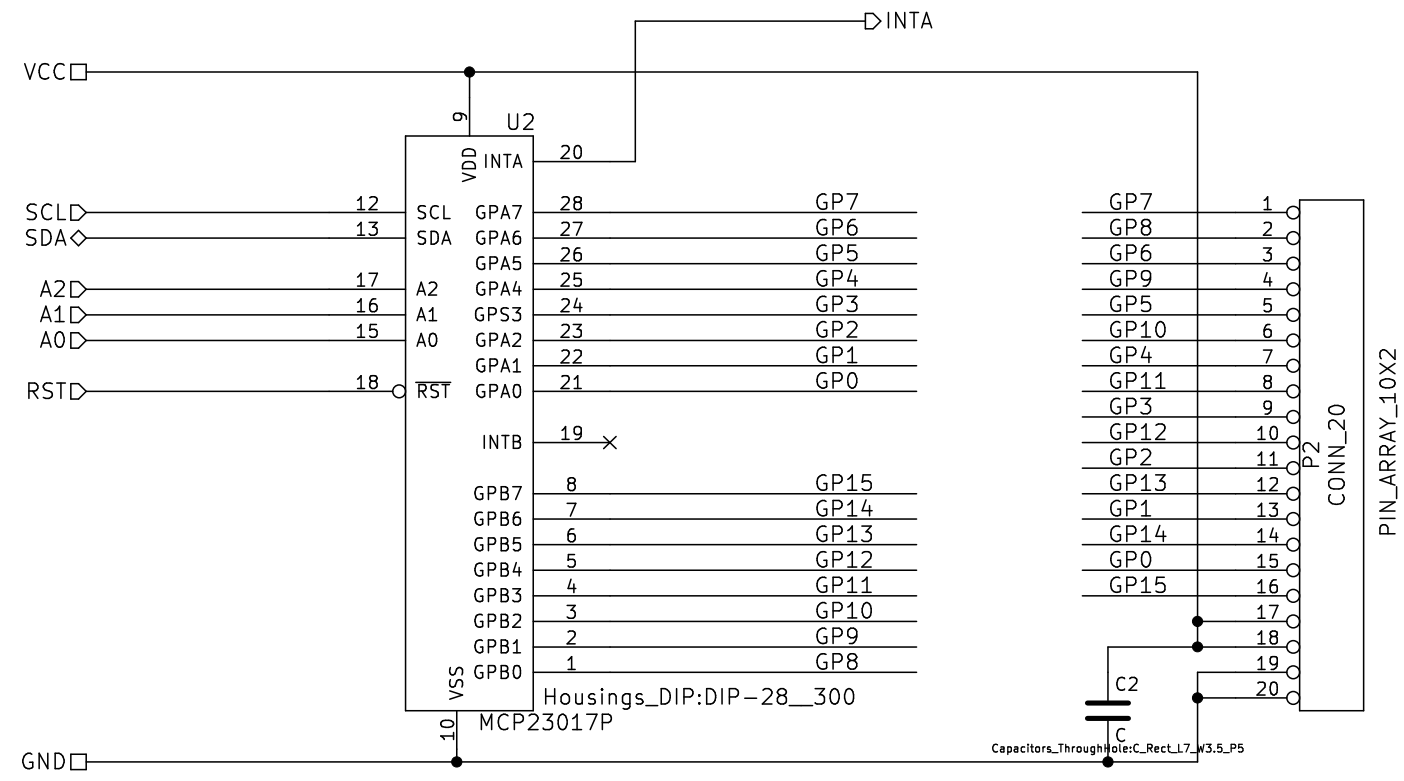 INTA
VCC
9
U2
VDD
INTA 20
SCL 12 SCL GPA7 28 GP7 GP7 1
SDA 13 SDA GPA6 27 GP6 GP8 2
GPA5 26 GP5 GP6 3
A2 17 A2 GPA4 25 GP4 GP9 4
A1 16 A1 GPS3 24 GP3 GP5 5
A0 15 A0 GPA2 23 GP2 GP10 6
GPA1 22 GP1 GP4 7
RST 18 RST GPA0 21 GP0 GP11 8
GP3 9
INTB 19 GP12 10
GP2 11
GPB7 8 GP15 GP13 12
GPB6 7 GP14 GP1 13
GPB5 6 GP13 GP14 14
GPB4 5 GP12 GP0 15
GPB3 4 GP11 GP15 16
GPB2 3 GP10 17
GPB1 2 GP9 18
GPB0 1 GP8 19
20
P2
CONN_20
PIN_ARRAY_10X2
VSS
Housings_DIP:DIP-28__300
MCP23017P
10
C2
C
Capacitors_ThroughHole:C_Rect_L7_W3.5_P5
GND